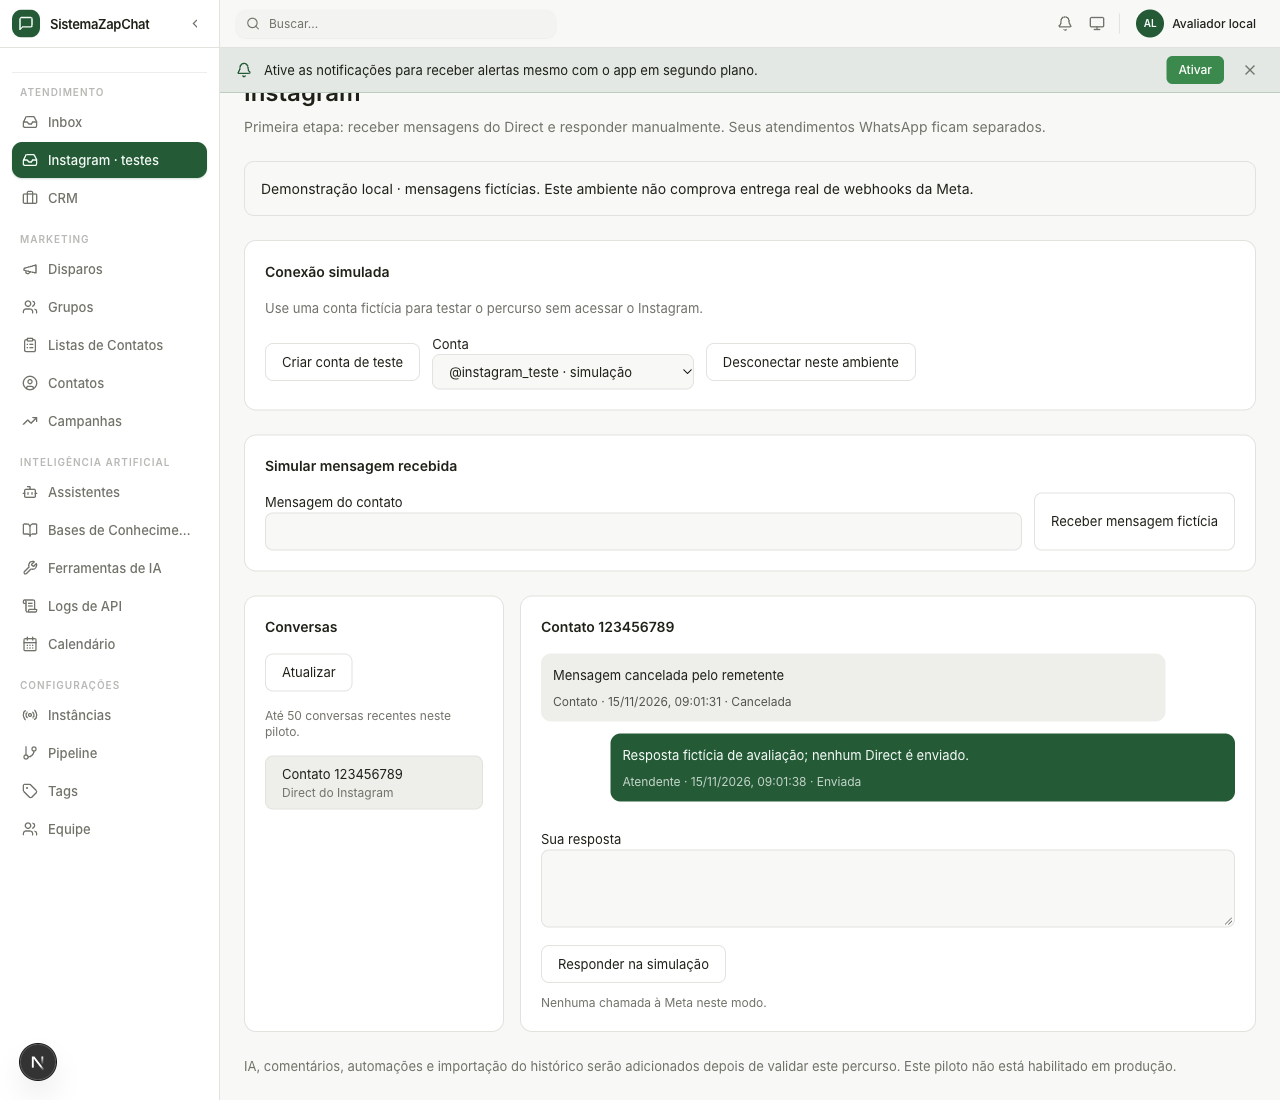 SistemaZapChat
Buscar...
AL
Avaliador local
Ative as notificações para receber alertas mesmo com o app em segundo plano.
Ativar
ATENDIMENTO
Inbox
Instagram · testes
CRM
MARKETING
Disparos
Grupos
Listas de Contatos
Contatos
Campanhas
INTELIGÊNCIA ARTIFICIAL
Assistentes
Bases de Conhecime...
Ferramentas de IA
Logs de API
Calendário
CONFIGURAÇÕES
Instâncias
Pipeline
Tags
Equipe
N
Instagram
Primeira etapa: receber mensagens do Direct e responder manualmente. Seus atendimentos WhatsApp ficam separados.
Demonstração local · mensagens fictícias. Este ambiente não comprova entrega real de webhooks da Meta.
Conexão simulada
Use uma conta fictícia para testar o percurso sem acessar o Instagram.
Criar conta de teste
Conta
@instagram_teste · simulação
Desconectar neste ambiente
Simular mensagem recebida
Mensagem do contato
Receber mensagem fictícia
Conversas
Atualizar
Até 50 conversas recentes neste
piloto.
Contato 123456789
Direct do Instagram
Contato 123456789
Mensagem cancelada pelo remetente
Contato · 15/11/2026, 09:01:31 · Cancelada
Resposta fictícia de avaliação; nenhum Direct é enviado.
Atendente · 15/11/2026, 09:01:38 · Enviada
Sua resposta
Responder na simulação
Nenhuma chamada à Meta neste modo.
IA, comentários, automações e importação do histórico serão adicionados depois de validar este percurso. Este piloto não está habilitado em produção.